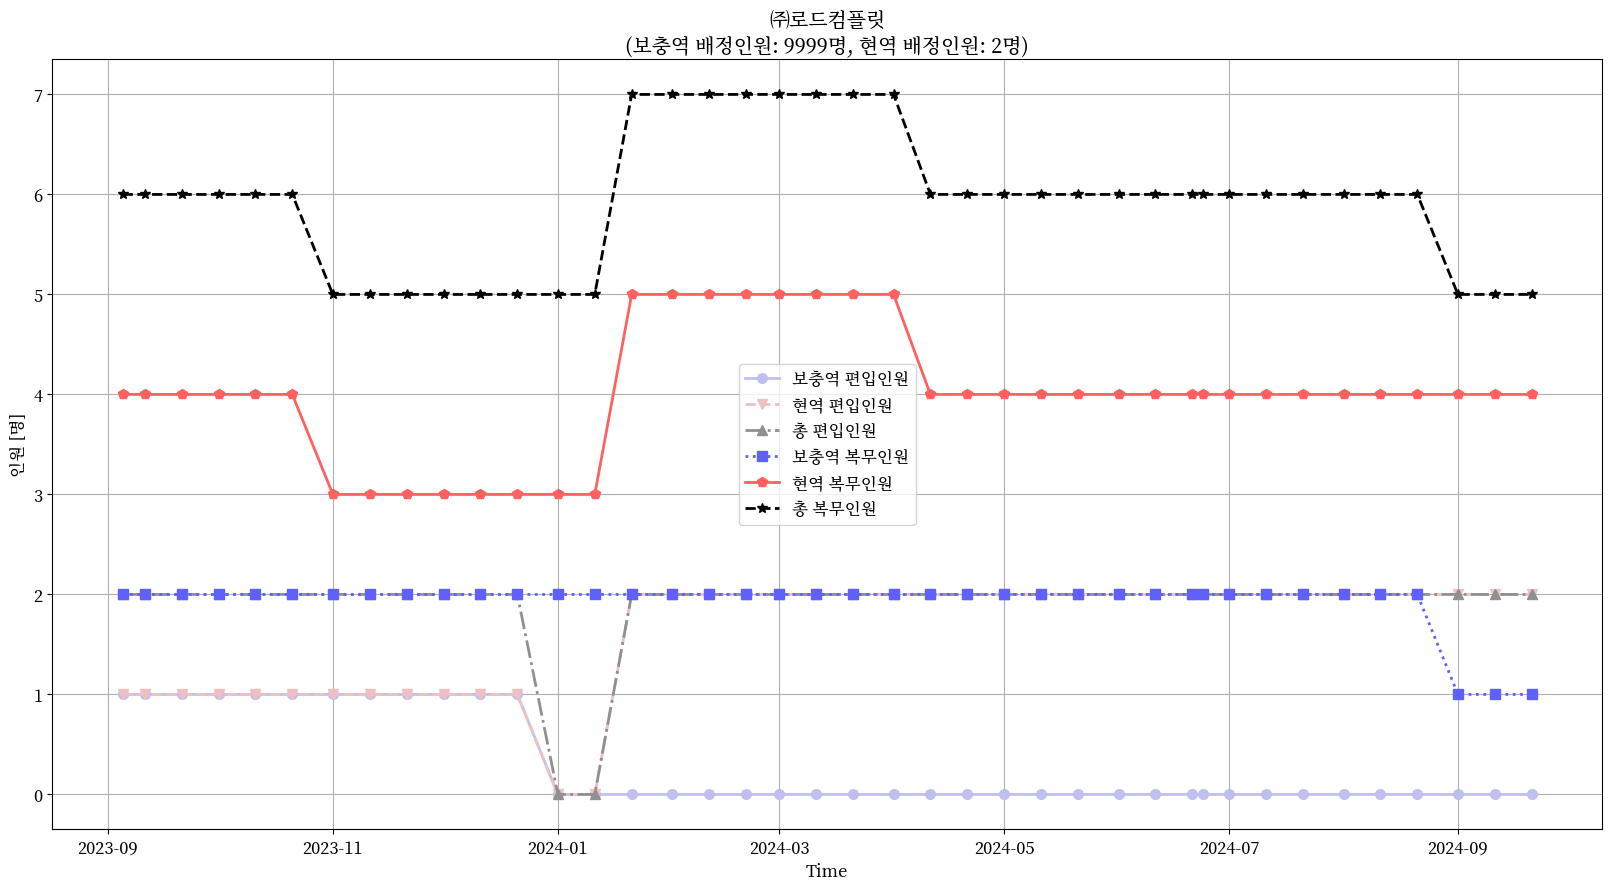 ㈜로드컴플릿
(보충역 배정인원: 9999명, 현역 배정인원: 2명)
인원 [명]
7
6
5
4
3
2
1
0
보충역 편입인원
현역 편입인원
총 편입인원
보충역 복무인원
현역 복무인원
총 복무인원
2023-09
2023-11
2024-01
2024-03
2024-05
2024-07
2024-09
Time